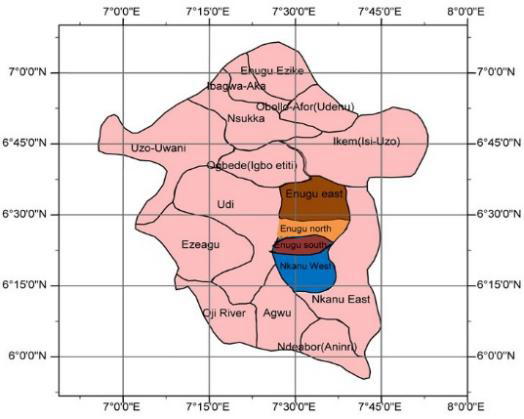 7°0'0"E 7°15'0"E 7°30'0"E 7°45'0"E 8°0'0"E
7°0'0"N 7°0'0"N
Enugu Ezike
Ibagwa-Aka
Obollo-Afor(Udenu)
Nsukka
6°45'0"N 6°45'0"N
Ikem(Isi-Uzo)
Uzo-Uwani
Ogbede(Igbo etiti)
Enugu east
Udi
6°30'0"N 6°30'0"N
Enugu north
Ezeagu
Enugu south
Nkanu West
6°15'0"N 6°15'0"N
Nkanu East
Oji River
Agwu
Ndeabor(Aninri)
6°0'0"N 6°0'0"N
7°0'0"E 7°15'0"E 7°30'0"E 7°45'0"E 8°0'0"E